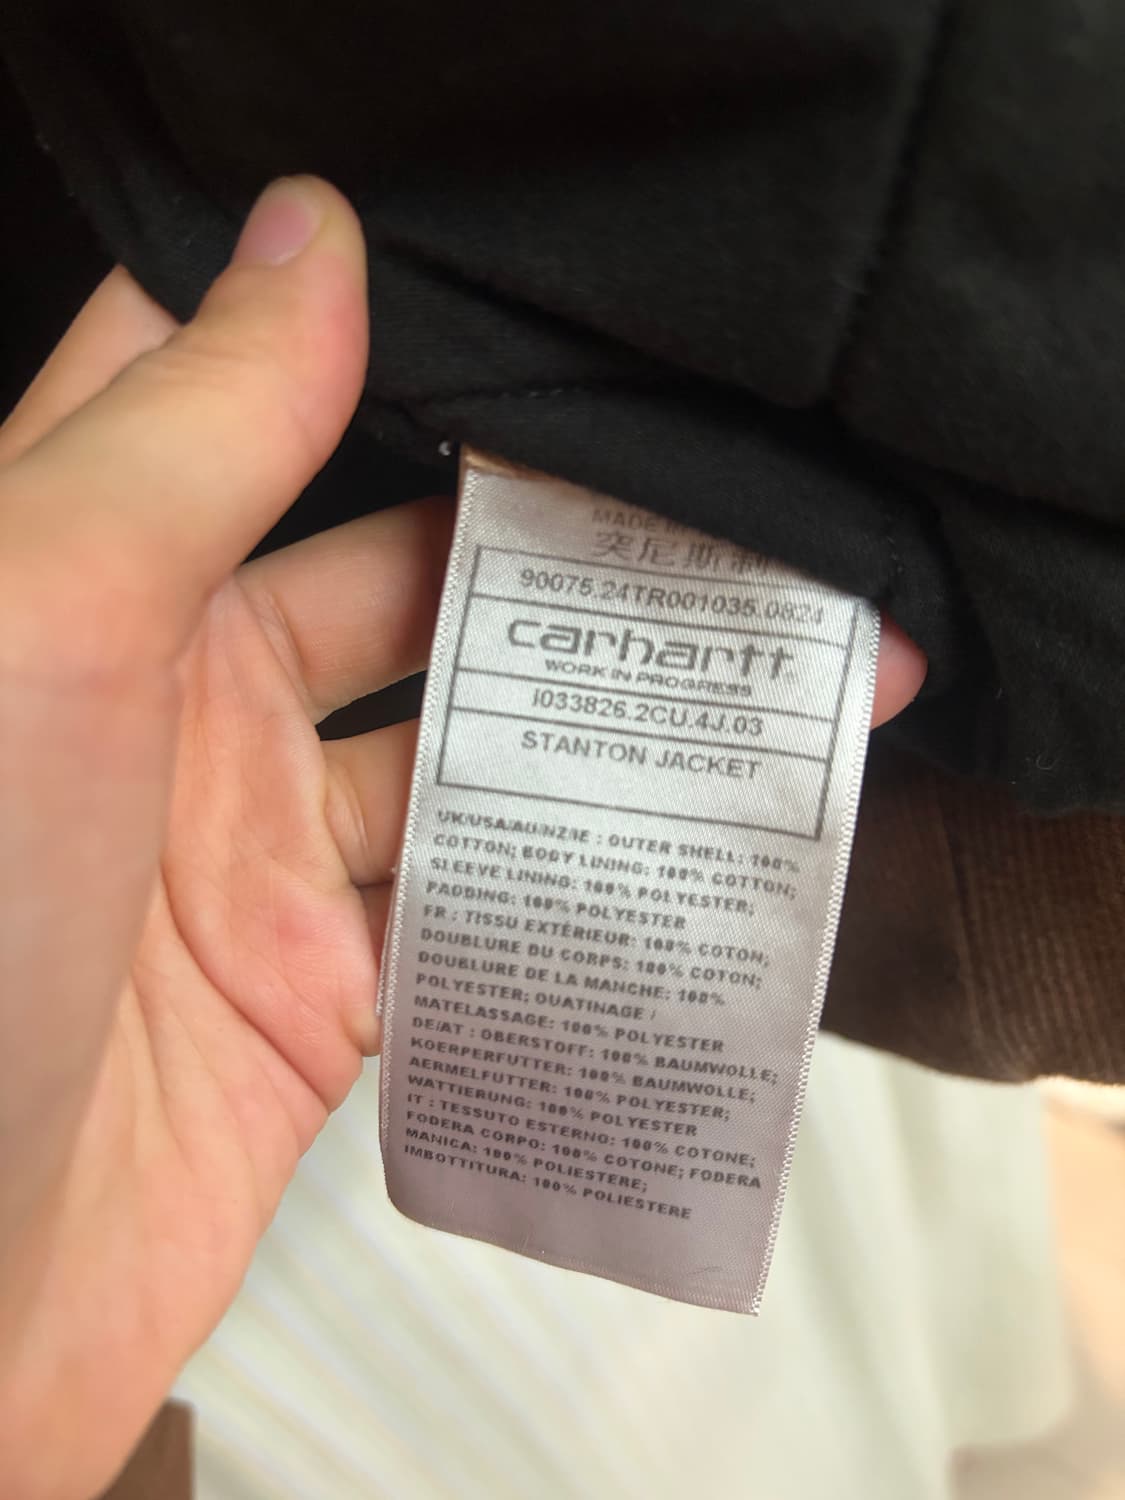 MADE IN
突尼斯制
90075.24TR001035.0824
carhartt
WORK IN PROGRESS
I033826.2CU.4J.03
STANTON JACKET
UK/USA/AU/NZ/IE : OUTER SHELL: 100%
COTTON; BODY LINING: 100% COTTON;
SLEEVE LINING: 100% POLYESTER;
PADDING: 100% POLYESTER
FR : TISSU EXTÉRIEUR: 100% COTON;
DOUBLURE DU CORPS: 100% COTON;
DOUBLURE DE LA MANCHE: 100%
POLYESTER; OUATINAGE /
MATELASSAGE: 100% POLYESTER
DE/AT : OBERSTOFF: 100% BAUMWOLLE;
KOERPERFUTTER: 100% BAUMWOLLE;
AERMELFUTTER: 100% POLYESTER;
WATTIERUNG: 100% POLYESTER
IT : TESSUTO ESTERNO: 100% COTONE;
FODERA CORPO: 100% COTONE; FODERA
MANICA: 100% POLIESTERE;
IMBOTTITURA: 100% POLIESTERE